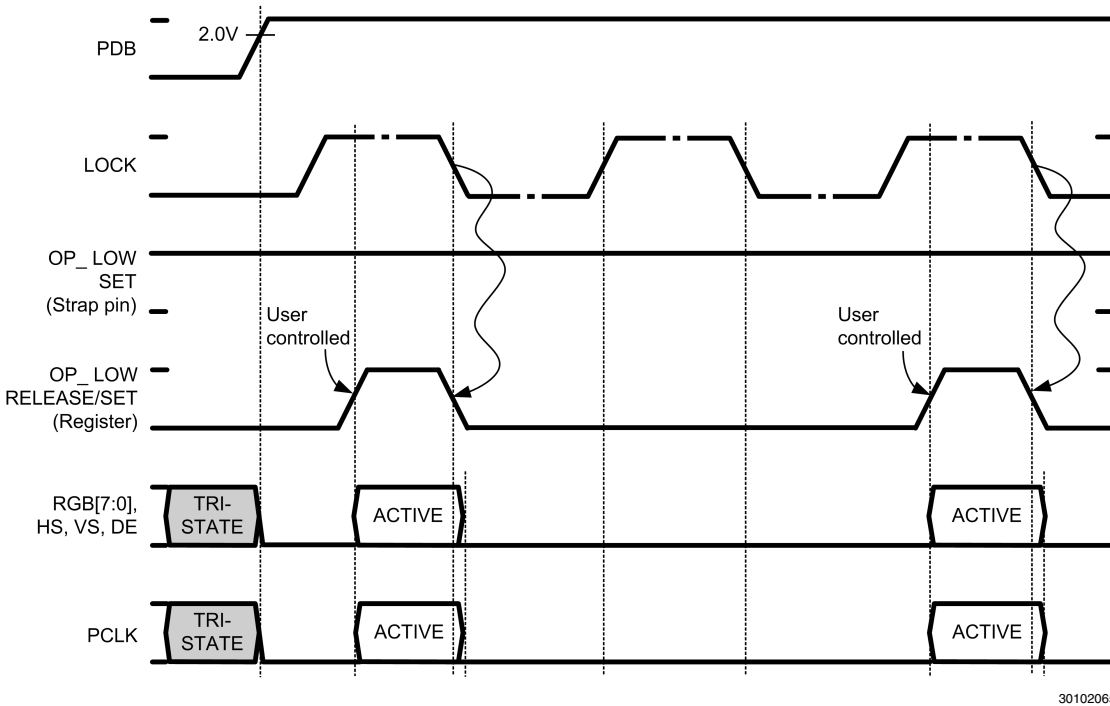 PDB
2.0V
LOCK
OP_ LOW
SET
(Strap pin)
User
controlled
User
controlled
OP_ LOW
RELEASE/SET
(Register)
RGB[7:0],
HS, VS, DE
TRI-
STATE
ACTIVE
ACTIVE
PCLK
TRI-
STATE
ACTIVE
ACTIVE